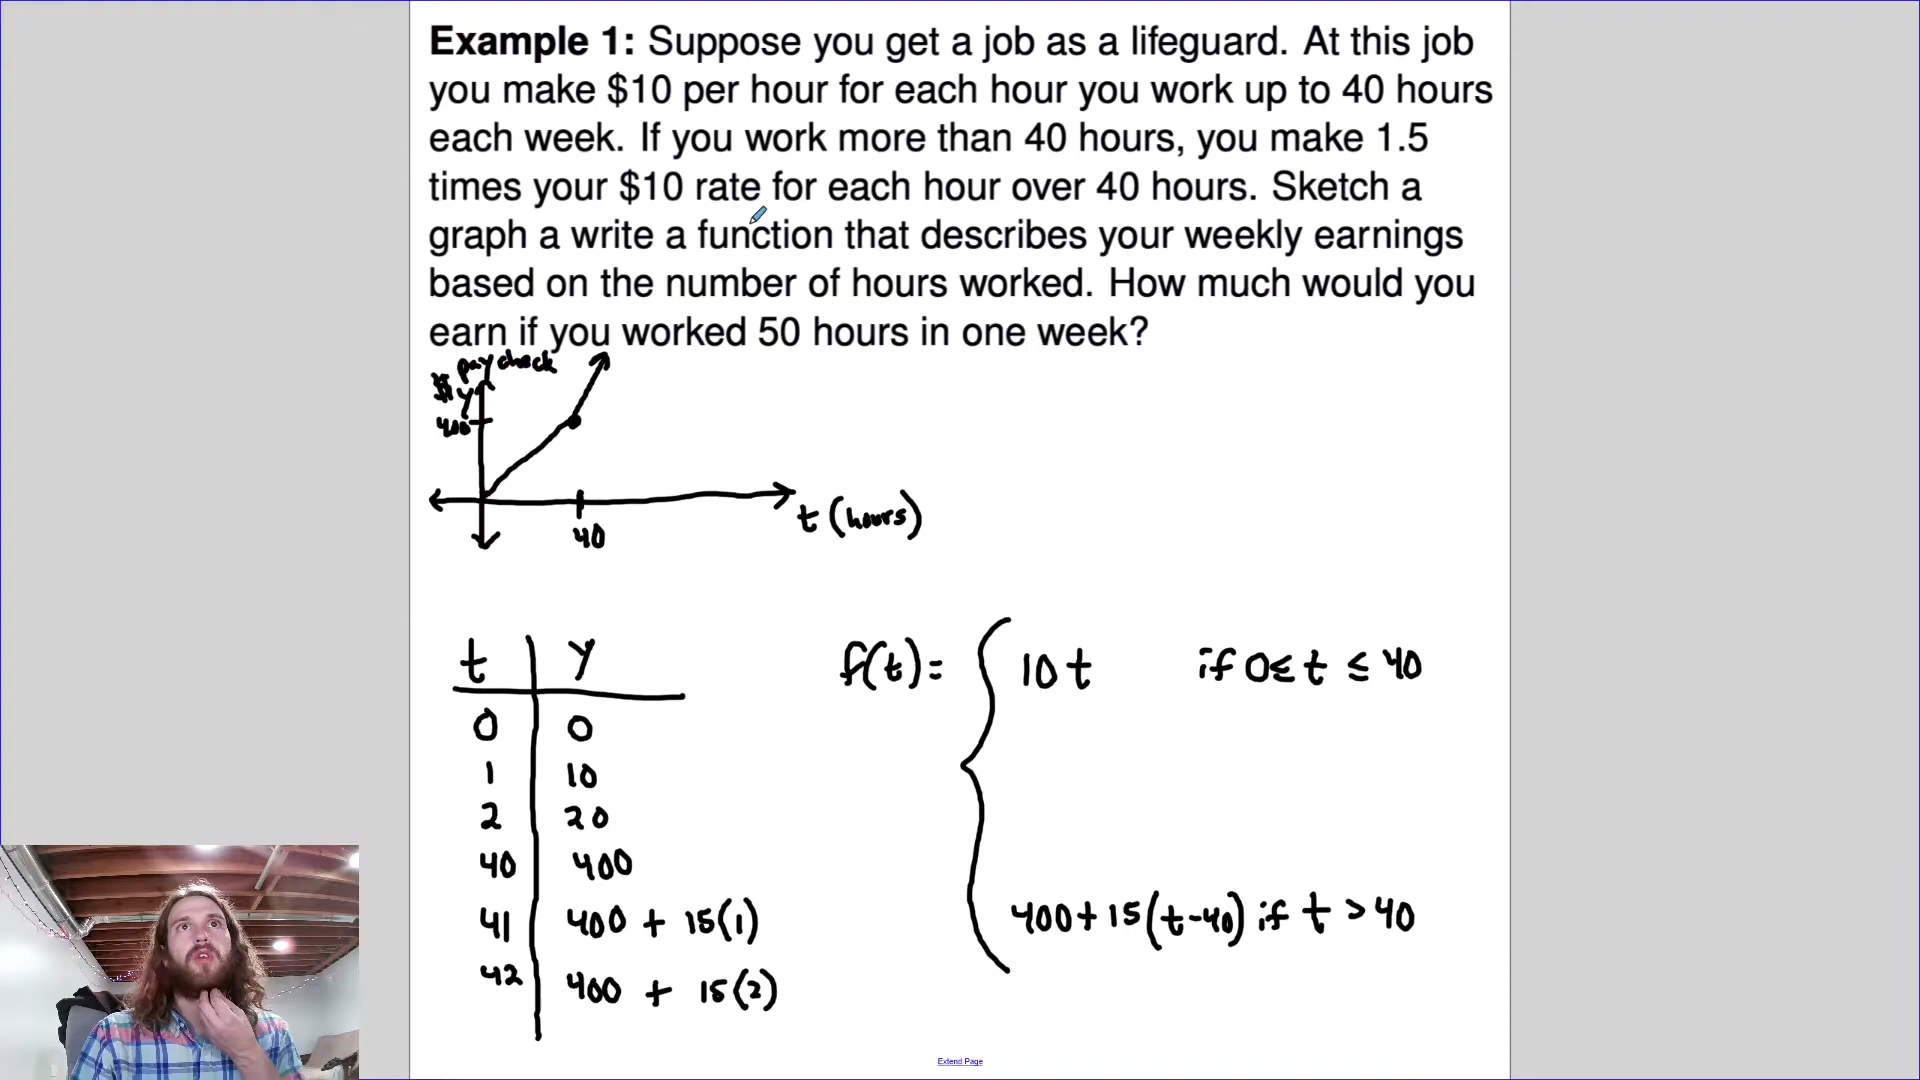 Example 1: Suppose you get a job as a lifeguard. At this job
you make $10 per hour for each hour you work up to 40 hours
each week. If you work more than 40 hours, you make 1.5
times your $10 rate for each hour over 40 hours. Sketch a
graph a write a function that describes your weekly earnings
based on the number of hours worked. How much would you
earn if you worked 50 hours in one week?
paycheck
$ y
400
40
t (hours)
t y
0 0
1 10
2 20
40 400
41 400 + 15(1)
42 400 + 15(2)
f(t)= { 10t if 0≤ t ≤ 40
400+15(t-40) if t > 40
Extend Page